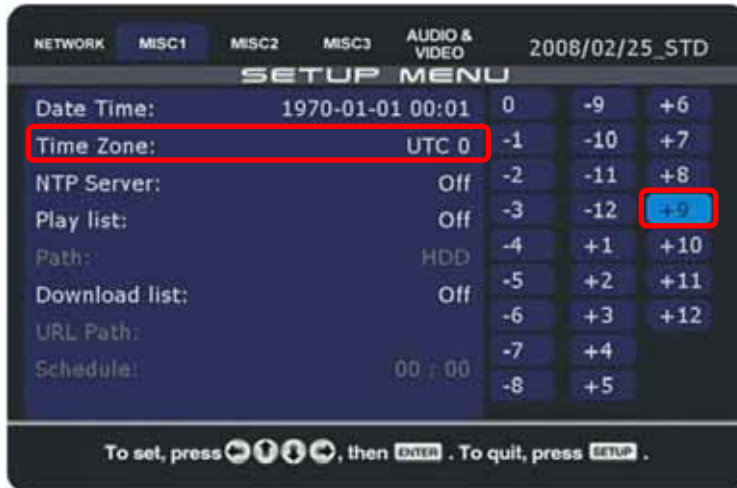 NETWORK MISC1 MISC2 MISC3 AUDIO & VIDEO 2008/02/25_STD
SETUP MENU
Date Time: 1970-01-01 00:01 0 -9 +6
Time Zone: UTC 0 -1 -10 +7
NTP Server: Off -2 -11 +8
Play list: Off -3 -12 +9
Path: HDD -4 +1 +10
Download list: Off -5 +2 +11
URL Path: -6 +3 +12
Schedule: 00 : 00 -7 +4
-8 +5
To set, press , then ENTER . To quit, press SETUP .